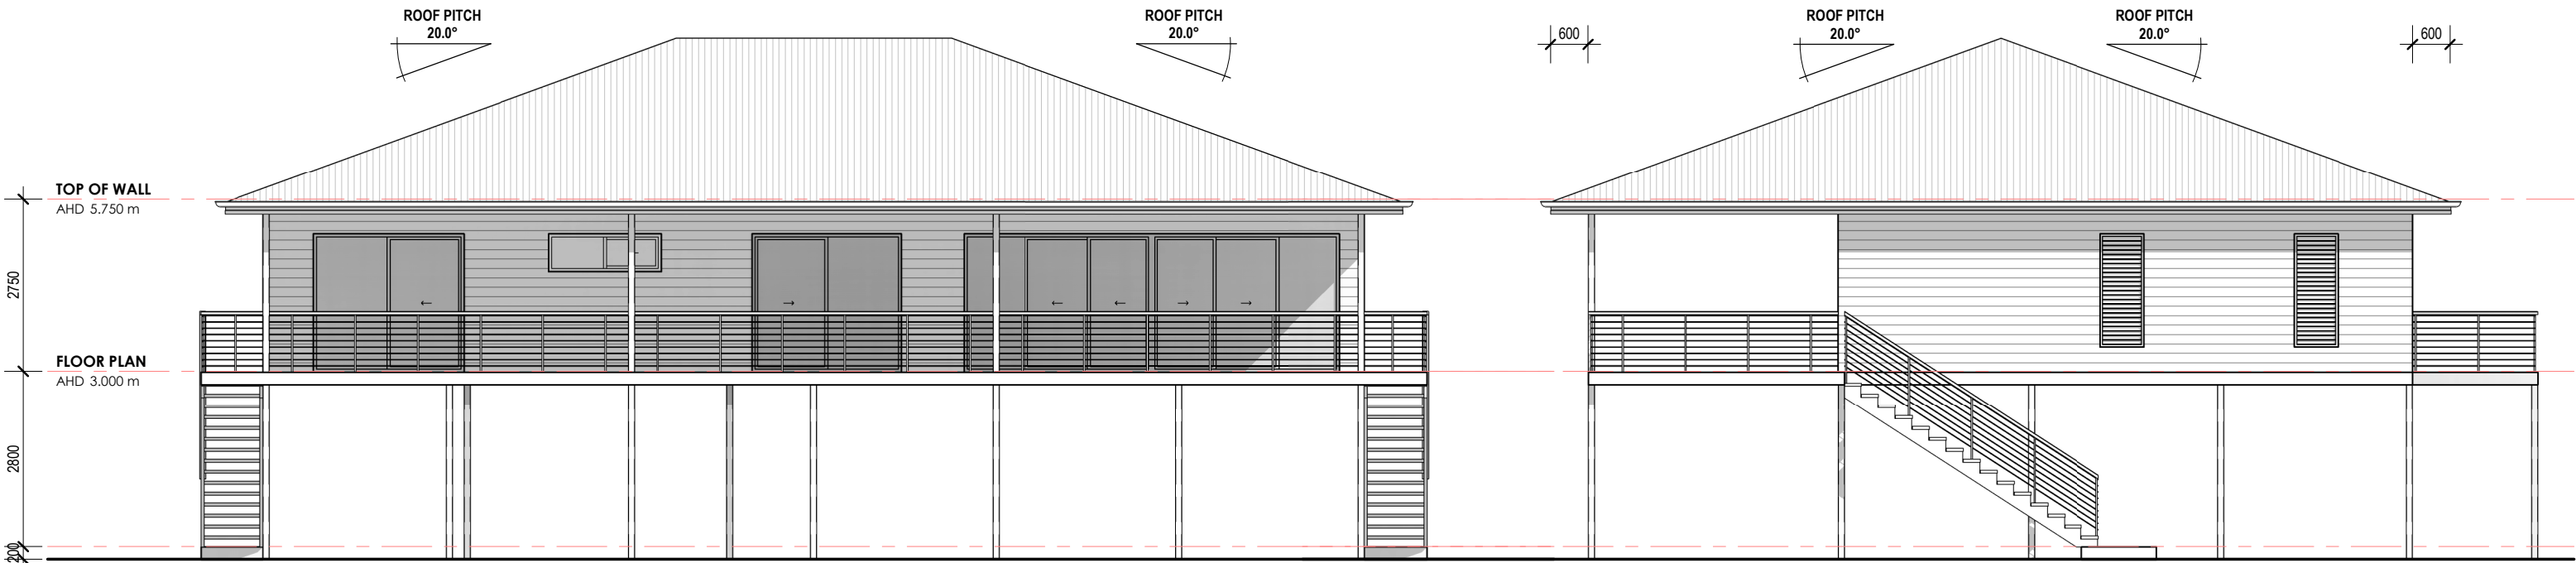 ROOF PITCH
20.0°
ROOF PITCH
20.0°
600
ROOF PITCH
20.0°
ROOF PITCH
20.0°
600
TOP OF WALL
AHD 5.750 m
2750
FLOOR PLAN
AHD 3.000 m
2800
200